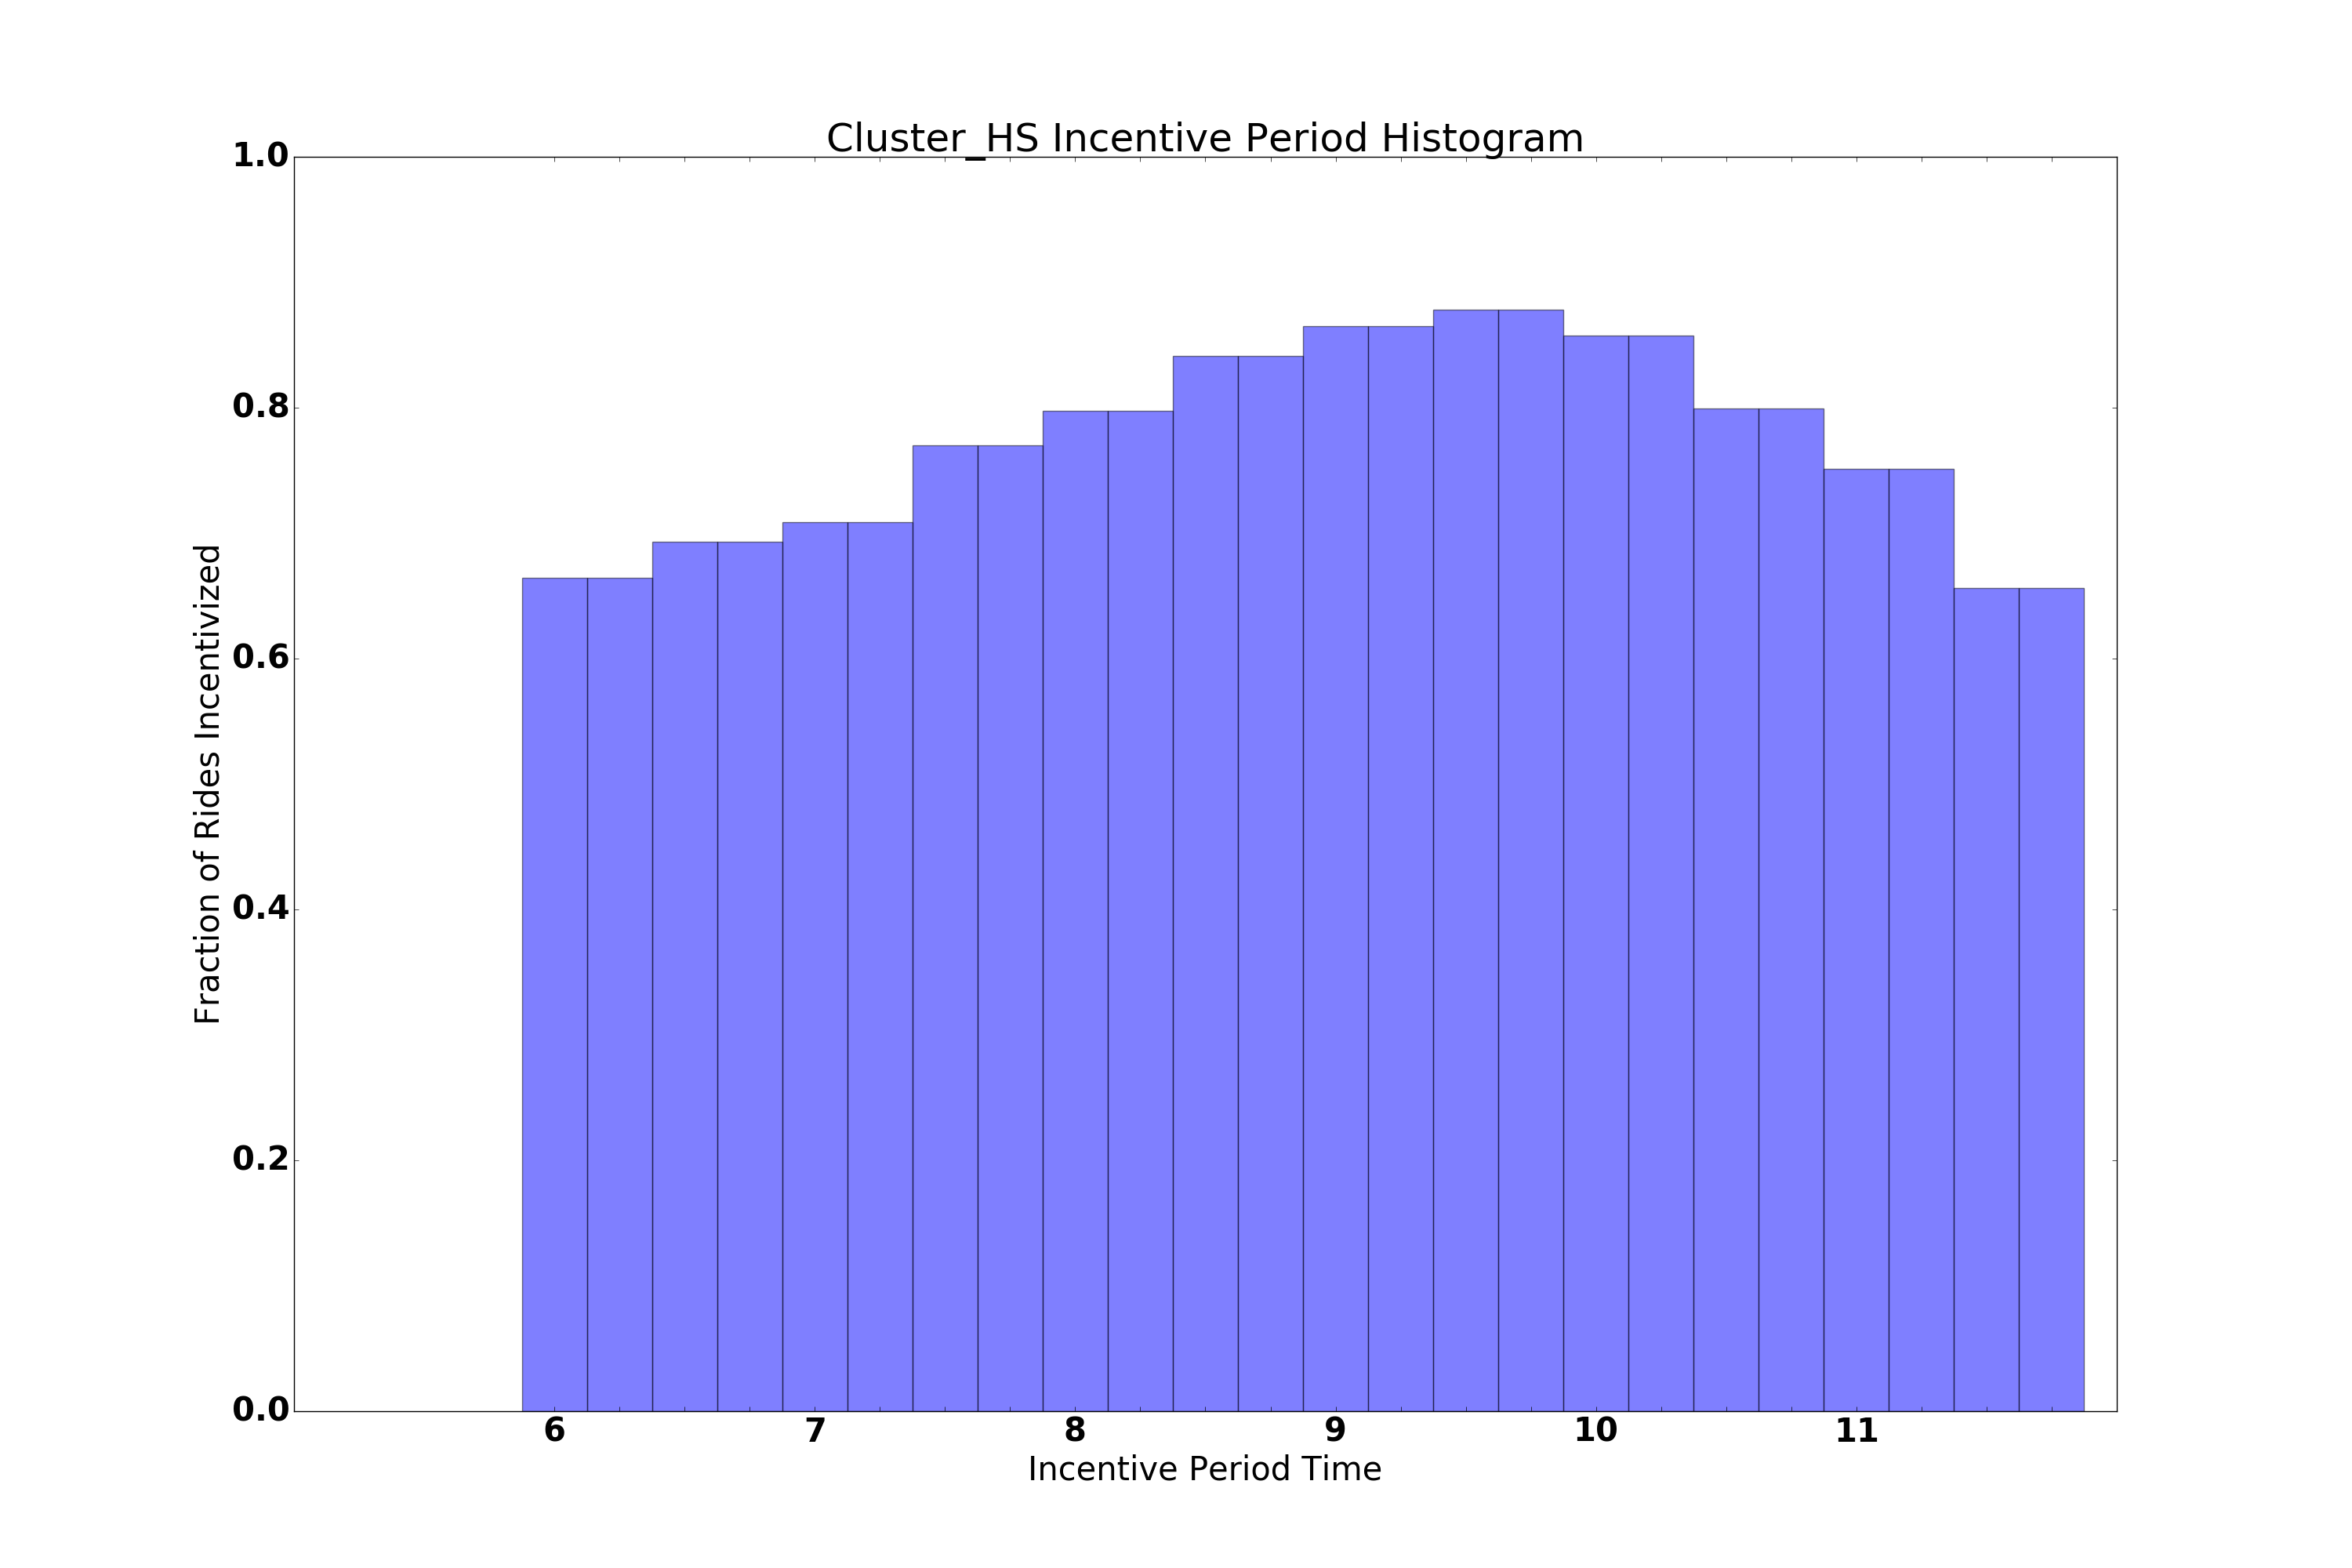 Cluster_HS Incentive Period Histogram
1.0
0.8
0.6
0.4
0.2
0.0
Fraction of Rides Incentivized
6 7 8 9 10 11
Incentive Period Time